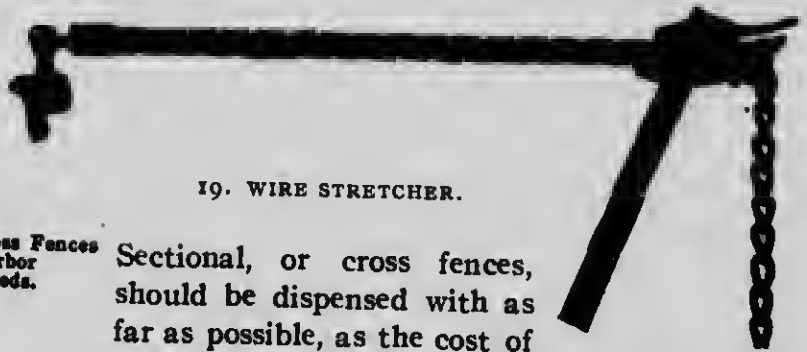 19. WIRE STRETCHER.
Fences
Sectional, or cross fences,
should be dispensed with as
far as possible, as the cost of